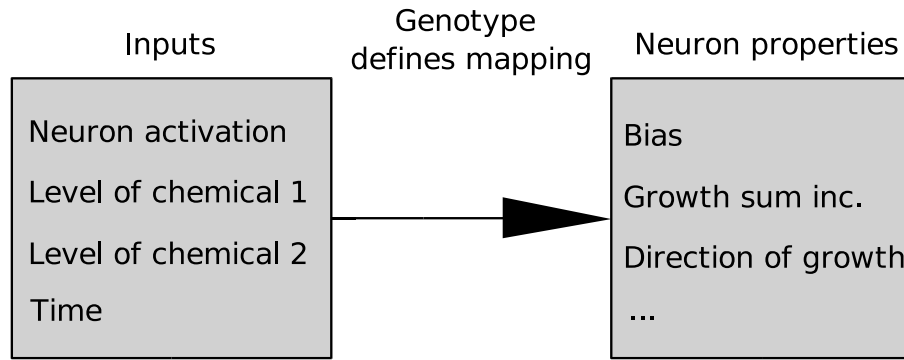 Inputs
Genotype
defines mapping
Neuron properties
Neuron activation
Level of chemical 1
Level of chemical 2
Time
Bias
Growth sum inc.
Direction of growth
...